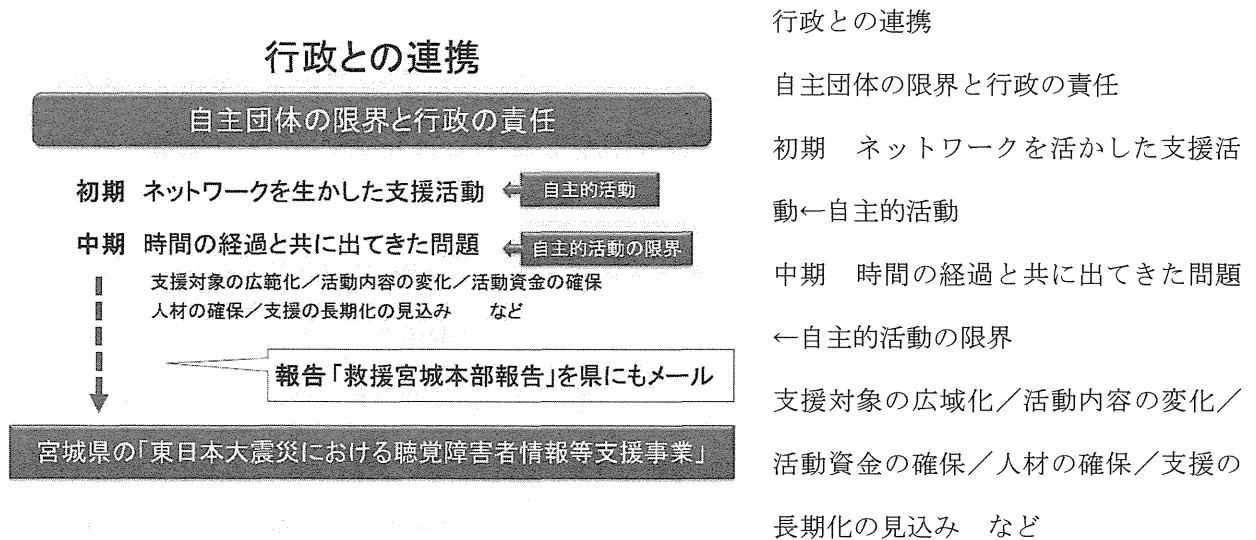 行政との連携
自主団体の限界と行政の責任
初期 ネットワークを生かした支援活動
自主的活動
中期 時間の経過と共に出てきた問題
自主的活動の限界
支援対象の広範化／活動内容の変化／活動資金の確保
人材の確保／支援の長期化の見込み など
報告「救援宮城本部報告」を県にもメール
宮城県の「東日本大震災における聴覚障害者情報等支援事業」
行政との連携
自主団体の限界と行政の責任
初期 ネットワークを活かした支援活
動←自主的活動
中期 時間の経過と共に出てきた問題
←自主的活動の限界
支援対象の広域化／活動内容の変化／
活動資金の確保／人材の確保／支援の
長期化の見込み など